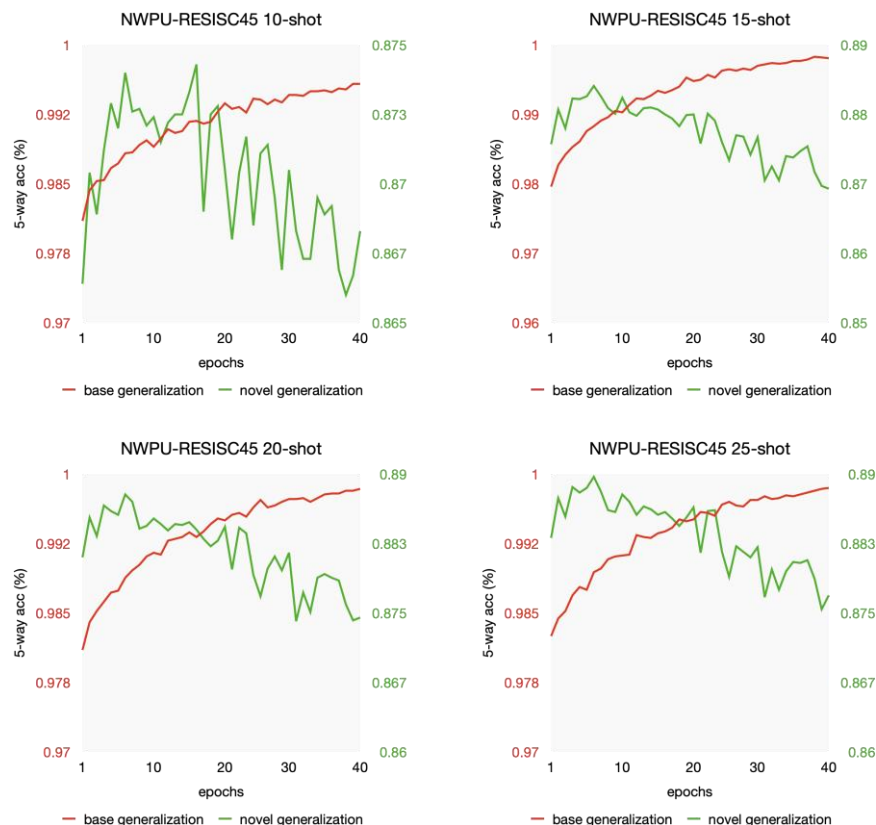 NWPU-RESISC45 10-shot
1
0.992
0.985
0.978
0.97
5-way acc (%)
0.875
0.873
0.87
0.867
0.865
1 10 20 30 40
epochs
base generalization novel generalization
NWPU-RESISC45 15-shot
1
0.99
0.98
0.97
0.96
5-way acc (%)
0.89
0.88
0.87
0.86
0.85
1 10 20 30 40
epochs
base generalization novel generalization
NWPU-RESISC45 20-shot
1
0.992
0.985
0.978
0.97
5-way acc (%)
0.89
0.883
0.875
0.867
0.86
1 10 20 30 40
epochs
base generalization novel generalization
NWPU-RESISC45 25-shot
1
0.992
0.985
0.978
0.97
5-way acc (%)
0.89
0.883
0.875
0.867
0.86
1 10 20 30 40
epochs
base generalization novel generalization